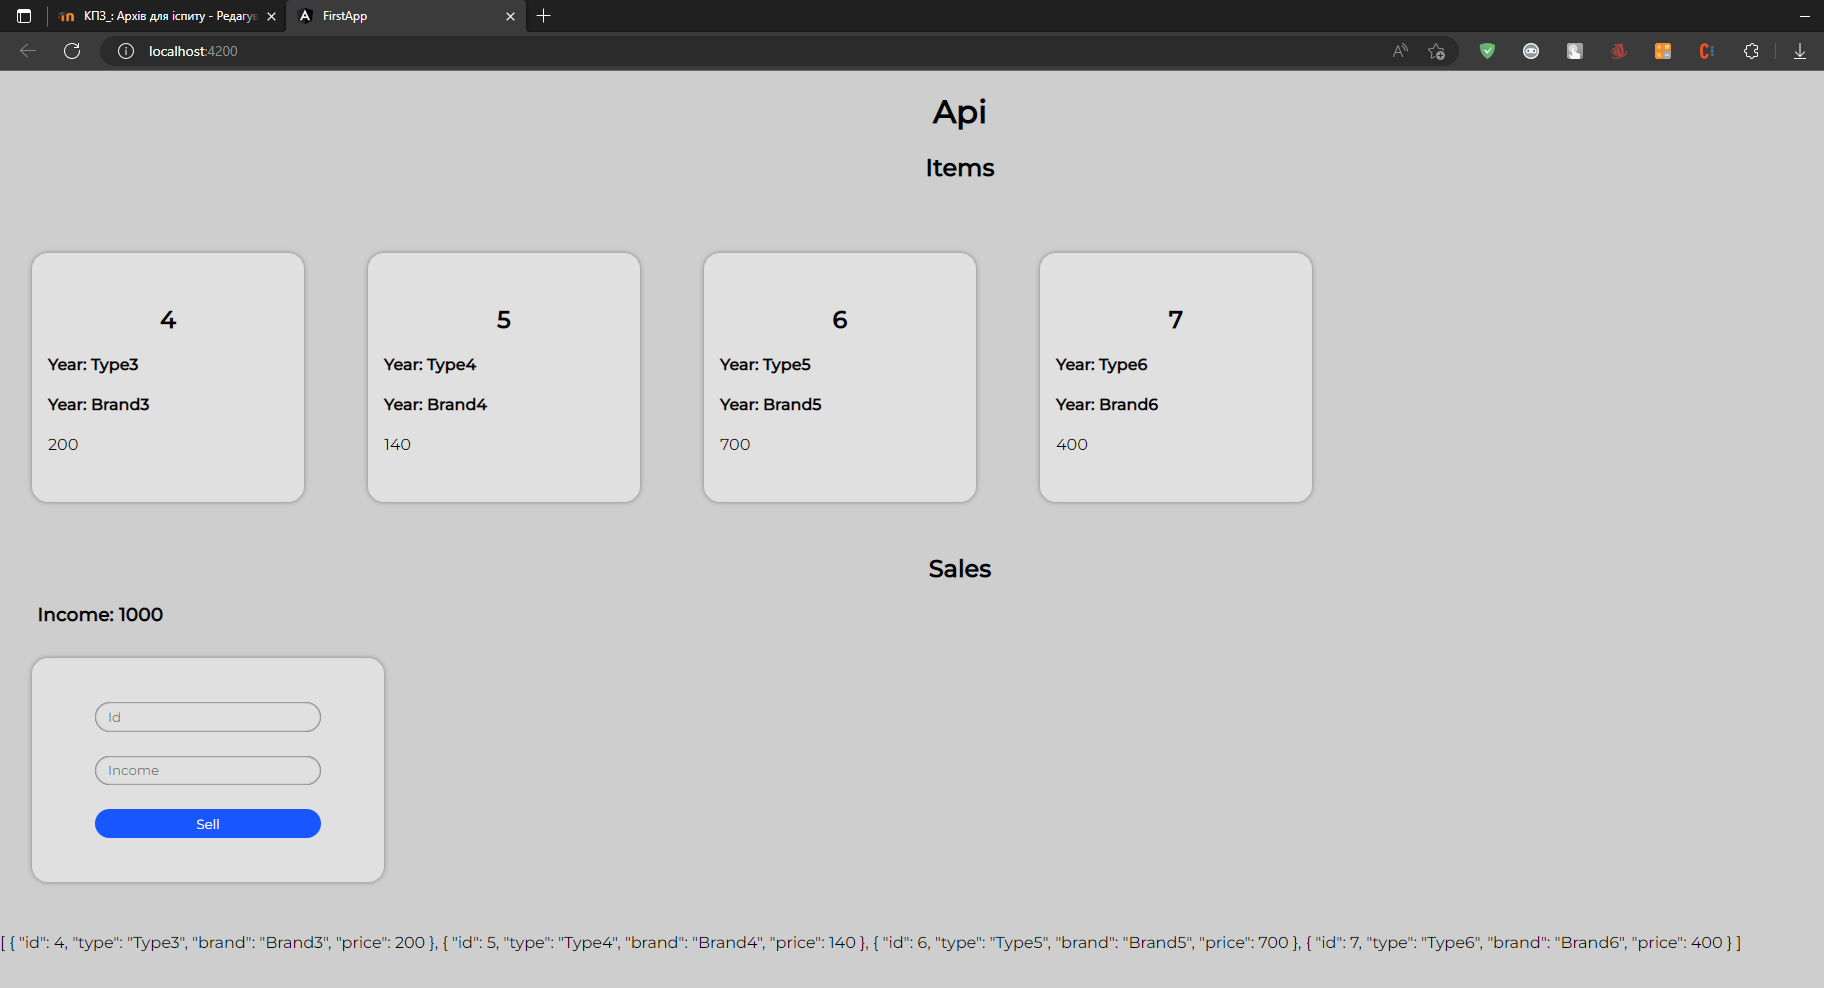 КПЗ_: Архів для іспиту - Редагув
FirstApp
localhost:4200
Api
Items
4 5 6 7
Year: Type3 Year: Type4 Year: Type5 Year: Type6
Year: Brand3 Year: Brand4 Year: Brand5 Year: Brand6
200 140 700 400
Sales
Income: 1000
Id
Income
Sell
[ { "id": 4, "type": "Type3", "brand": "Brand3", "price": 200 }, { "id": 5, "type": "Type4", "brand": "Brand4", "price": 140 }, { "id": 6, "type": "Type5", "brand": "Brand5", "price": 700 }, { "id": 7, "type": "Type6", "brand": "Brand6", "price": 400 } ]